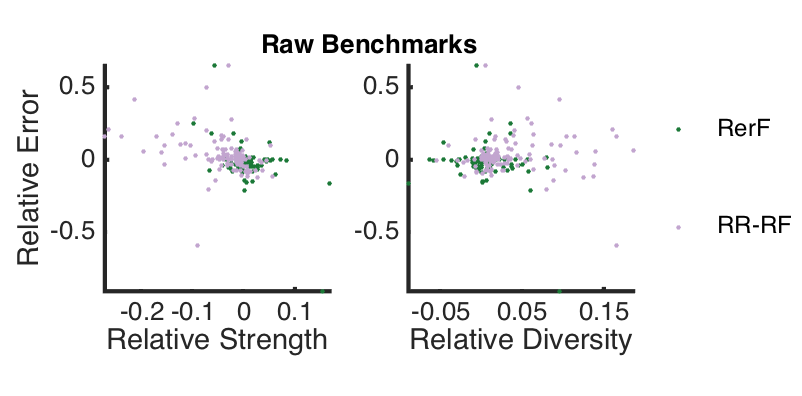 Raw Benchmarks
Relative Error
0.5
0
-0.5
-0.2 -0.1 0 0.1
Relative Strength
0.5
0
-0.5
-0.05 0.05 0.15
Relative Diversity
RerF
RR-RF